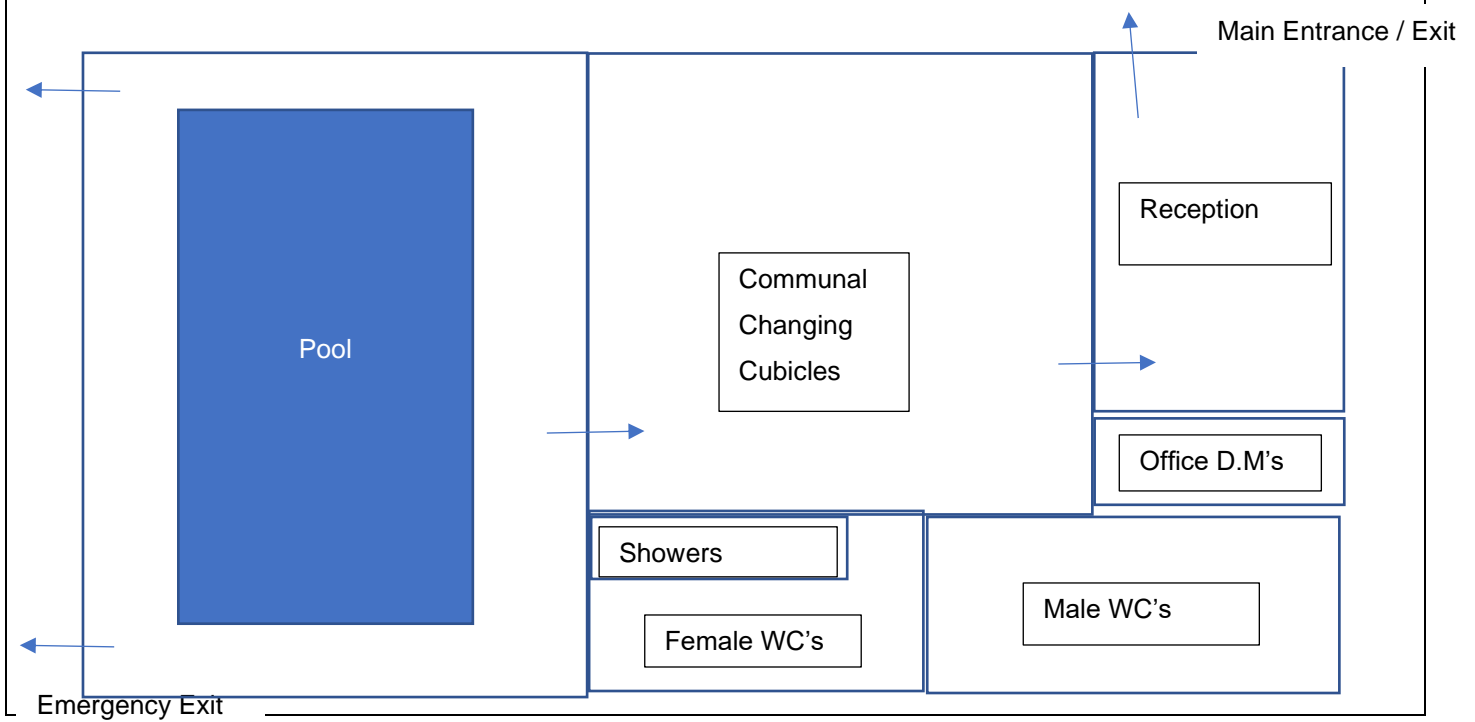 Main Entrance / Exit
Reception
Communal
Changing
Cubicles
Pool
Office D.M’s
Showers
Male WC’s
Female WC’s
Emergency Exit